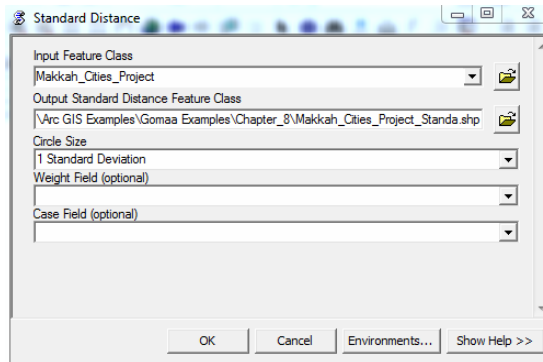 Standard Distance
Input Feature Class
Makkah_Cities_Project
Output Standard Distance Feature Class
\Arc GIS Examples\Gomaa Examples\Chapter_8\Makkah_Cities_Project_Standa.shp
Circle Size
1 Standard Deviation
Weight Field (optional)
Case Field (optional)
OK Cancel Environments... Show Help >>